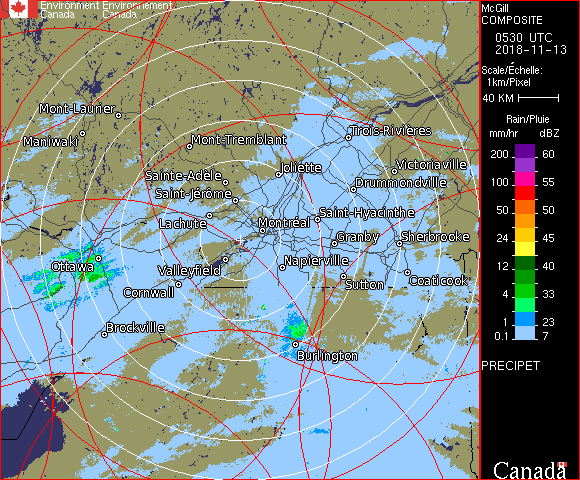 Environment Environnement
Canada Canada
Mont-Laurier
Maniwaki
Mont-Tremblant
Trois-Rivières
Sainte-Adèle
Joliette
Victoriaville
Saint-Jérôme
Drummondville
Lachute
Montréal
Saint-Hyacinthe
Granby
Sherbrooke
Ottawa
Valleyfield
Napierville
Cornwall
Sutton
Coaticook
Brockville
Burlington
McGill
COMPOSITE
0530 UTC
2018-11-13
Scale/Échelle:
1km/Pixel
40 KM
Rain/Pluie
mm/hr dBZ
200 60
100 55
50 50
24 45
12 40
4 33
1 23
0.1 7
PRECIPET
Canada